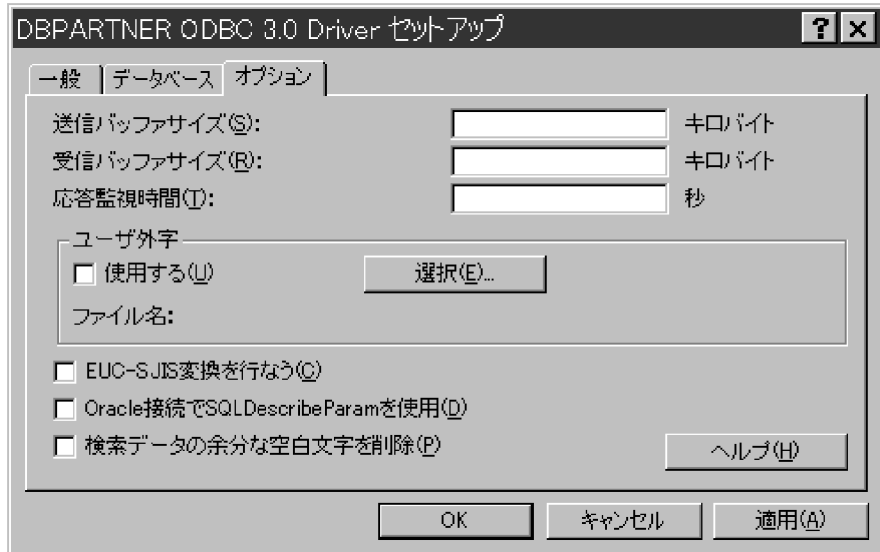 DBPARTNER ODBC 3.0 Driver セットアップ
一般 データベース オプション
送信バッファサイズ(S): キロバイト
受信バッファサイズ(R): キロバイト
応答監視時間(T): 秒
ユーザ外字
使用する(U) 選択(E)...
ファイル名:
EUC-SJIS変換を行なう(C)
Oracle接続でSQLDescribeParamを使用(D)
検索データの余分な空白文字を削除(P)
ヘルプ(H)
OK キャンセル 適用(A)